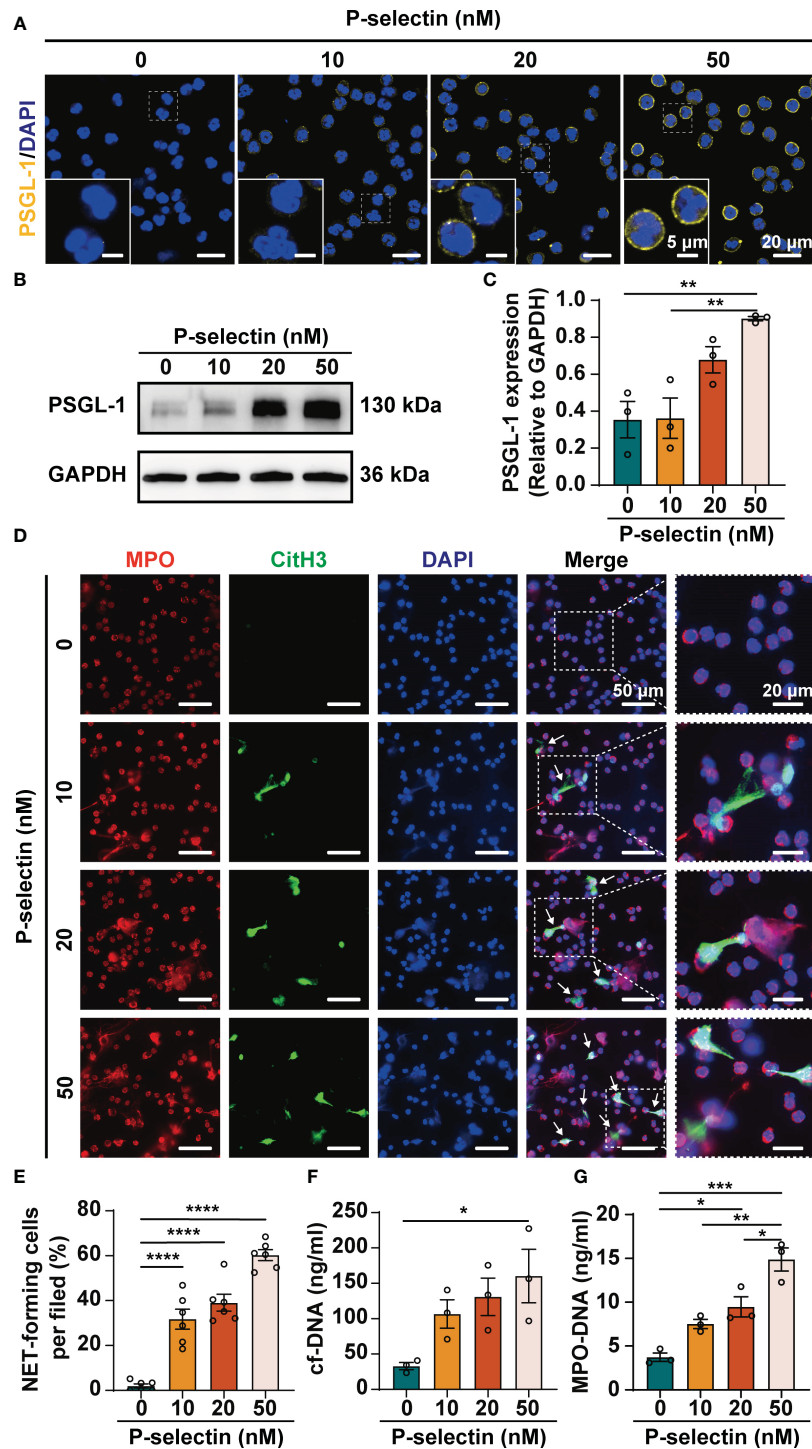 A
P-selectin (nM)
0 10 20 50
PSGL-1/DAPI
5 µm 20 µm
B
P-selectin (nM)
0 10 20 50
PSGL-1 130 kDa
GAPDH 36 kDa
C
**
**
PSGL-1 expression
(Relative to GAPDH)
1.0
0.8
0.6
0.4
0.2
0.0
0 10 20 50
P-selectin (nM)
D
MPO CitH3 DAPI Merge
P-selectin (nM)
0
50 µm 20 µm
10
20
50
E
****
****
****
NET-forming cells
per filed (%)
80
60
40
20
0
0 10 20 50
P-selectin (nM)
F
*
cf-DNA (ng/ml)
250
200
150
100
50
0
0 10 20 50
P-selectin (nM)
G
***
*
**
*
MPO-DNA (ng/ml)
20
15
10
5
0
0 10 20 50
P-selectin (nM)